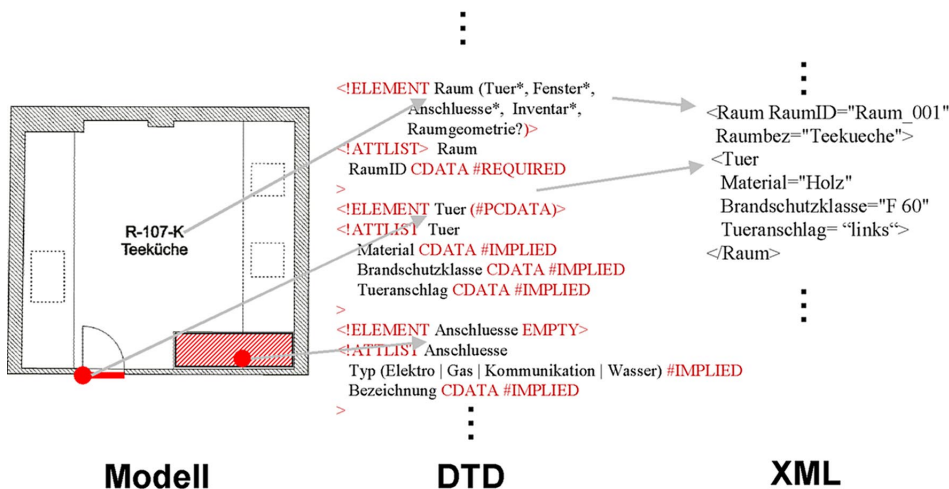 R-107-K
Teeküche
Modell
<!ELEMENT Raum (Tuer*, Fenster*,
Anschluesse*, Inventar*,
Raumgeometrie?)>
<!ATTLIST> Raum
RaumID CDATA #REQUIRED
>
<!ELEMENT Tuer (#PCDATA)>
<!ATTLIST Tuer
Material CDATA #IMPLIED
Brandschutzklasse CDATA #IMPLIED
Tueranschlag CDATA #IMPLIED
>
<!ELEMENT Anschluesse EMPTY>
<!ATTLIST Anschluesse
Typ (Elektro | Gas | Kommunikation | Wasser) #IMPLIED
Bezeichnung CDATA #IMPLIED
>
DTD
<Raum RaumID="Raum_001"
Raumbez="Teekueche">
<Tuer
Material="Holz"
Brandschutzklasse="F 60"
Tueranschlag= “links“>
</Raum>
XML